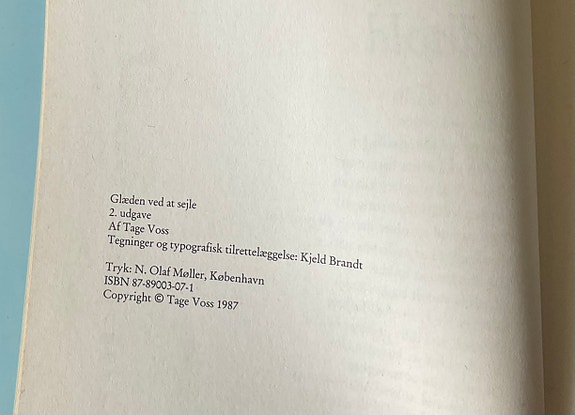 Glæden ved at sejle
2. udgave
Af Tage Voss
Tegninger og typografisk tilrettelæggelse: Kjeld Brandt
Tryk: N. Olaf Møller, København
ISBN 87-89003-07-1
Copyright © Tage Voss 1987